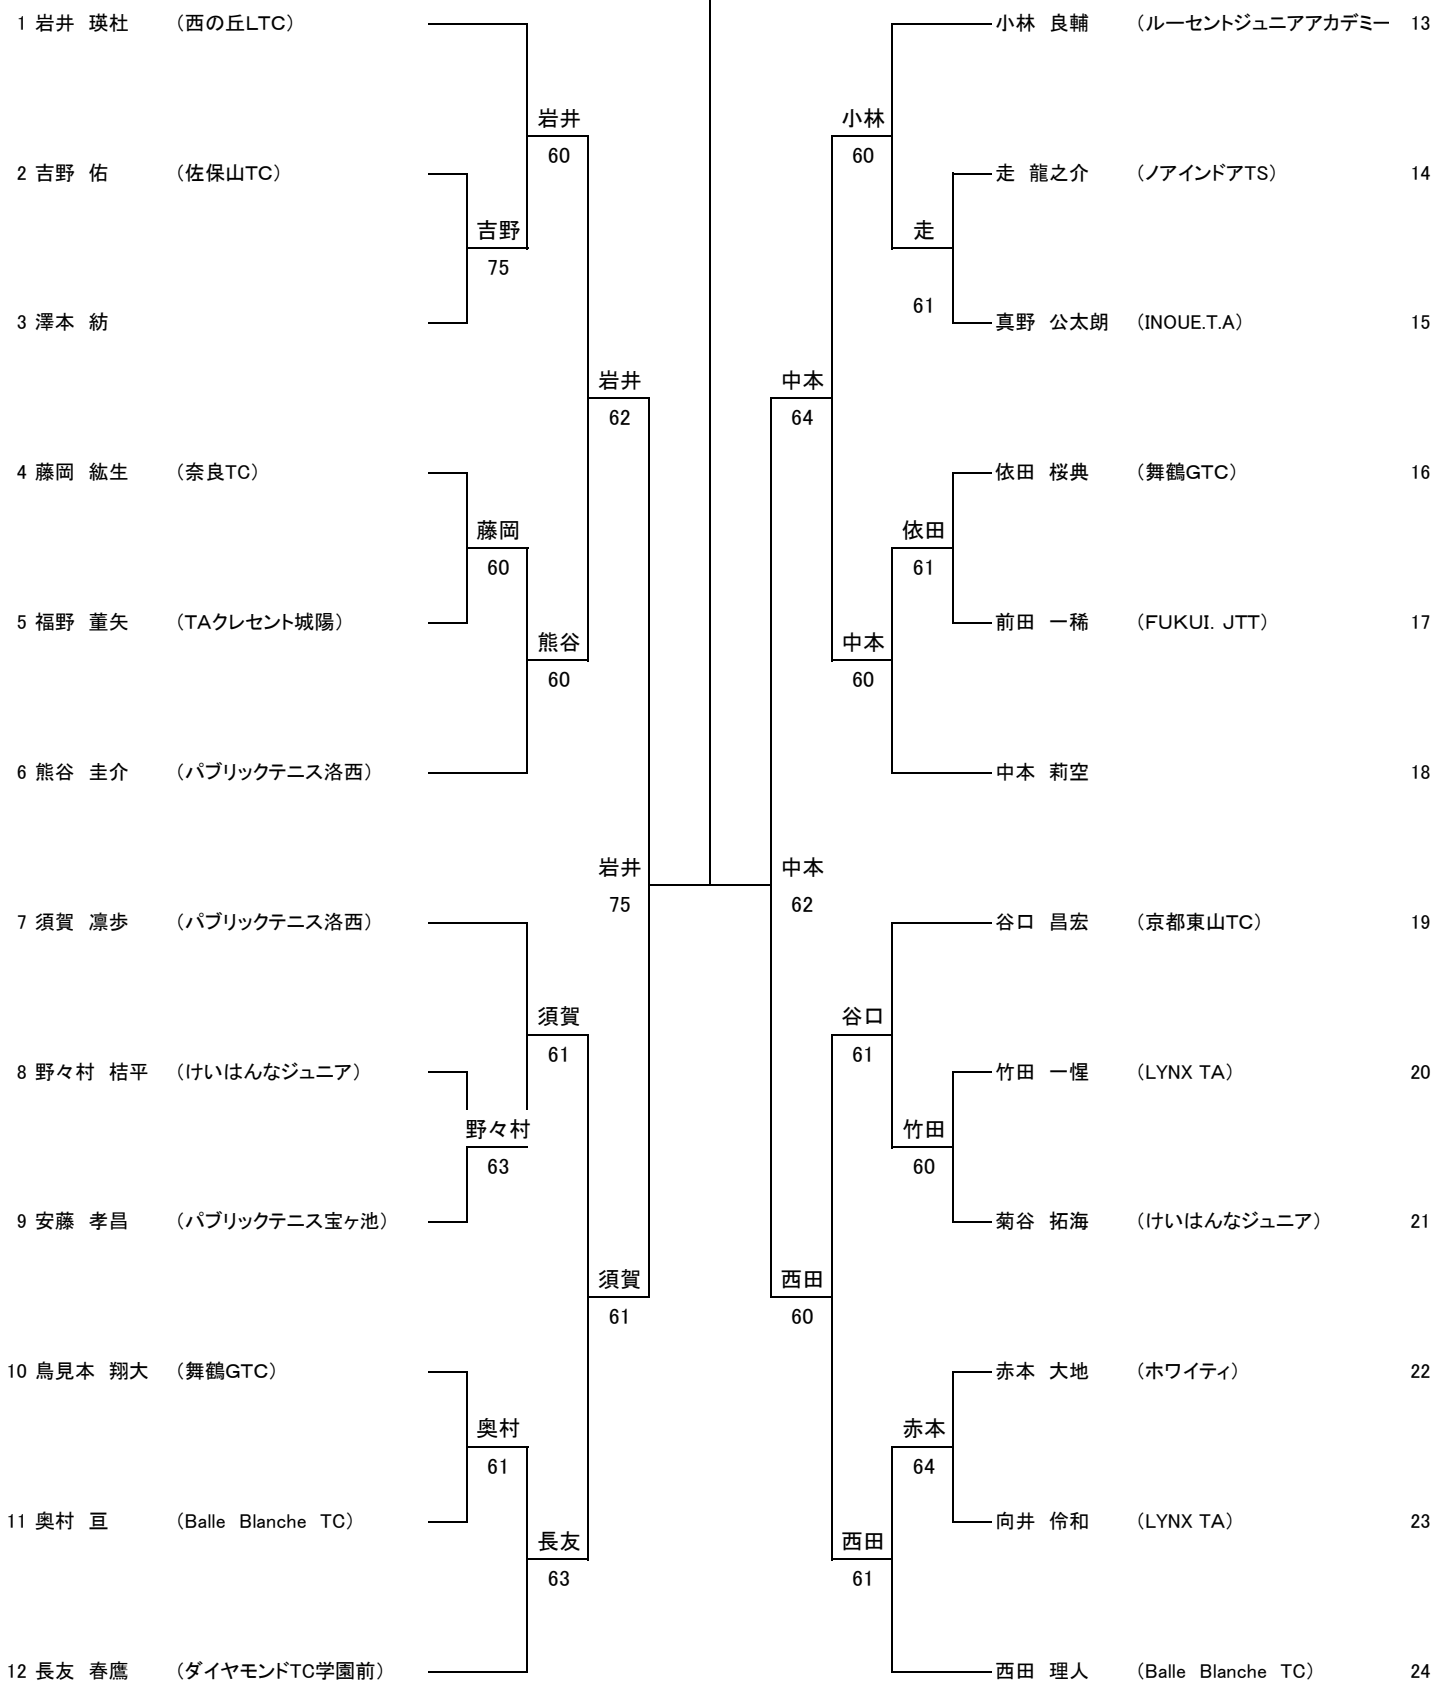 1 岩井　瑛杜 （西の丘LTC） 小林　良輔 （ルーセントジュニアアカデミー 13
岩井 小林
60 60
2 吉野　佑 （佐保山TC） 走　龍之介 （ノアインドアTS） 14
吉野 走
75
61
3 澤本　紡 真野　公太朗 （INOUE.T.A） 15
岩井 中本
62 64
4 藤岡　紘生 （奈良TC） 依田　桜典 （舞鶴GTC） 16
藤岡 依田
60 61
5 福野　董矢 （TAクレセント城陽） 前田　一稀 （FUKUI. JTT） 17
熊谷 中本
60 60
6 熊谷　圭介 （パブリックテニス洛西） 中本　莉空 18
岩井 中本
75 62
7 須賀　凛歩 （パブリックテニス洛西） 谷口　昌宏 （京都東山TC） 19
須賀 谷口
61 61
8 野々村　桔平 （けいはんなジュニア） 竹田　一惺 （LYNX TA） 20
野々村 竹田
63 60
9 安藤　孝昌 （パブリックテニス宝ヶ池） 菊谷　拓海 （けいはんなジュニア） 21
須賀 西田
61 60
10 鳥見本　翔大 （舞鶴GTC） 赤本　大地 （ホワイティ） 22
奥村 赤本
61 64
11 奥村　亘 （Balle　Blanche　TC） 向井　伶和 （LYNX TA） 23
長友 西田
63 61
12 長友　春鷹 （ダイヤモンドTC学園前） 西田　理人 （Balle　Blanche　TC） 24